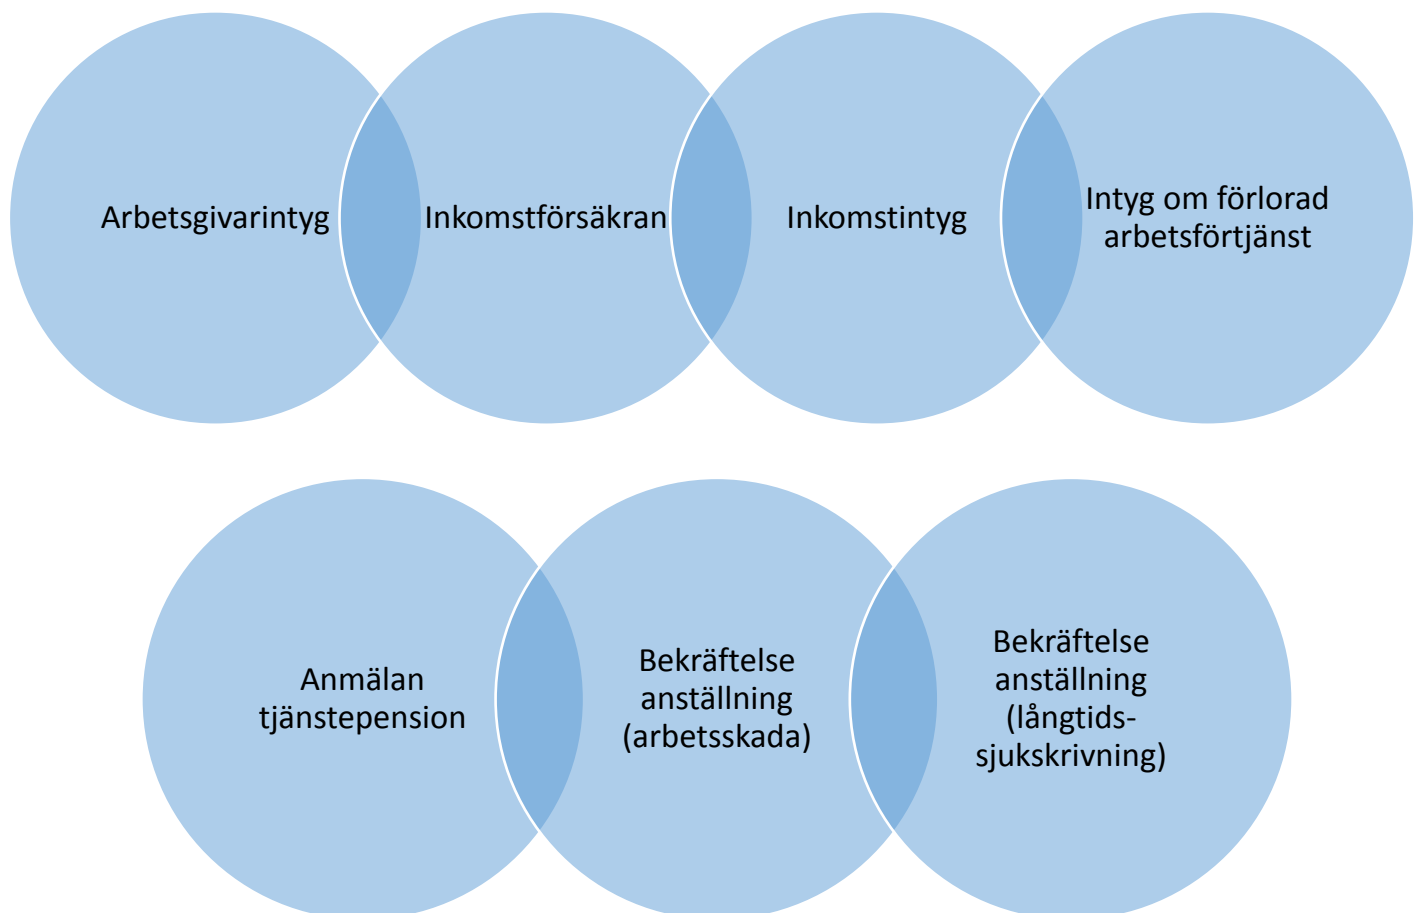 Arbetsgivarintyg
Inkomstförsäkran
Inkomstintyg
Intyg om förlorad
arbetsförtjänst
Anmälan
tjänstepension
Bekräftelse
anställning
(arbetsskada)
Bekräftelse
anställning
(långtids-
sjukskrivning)